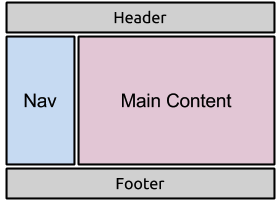 Header
Nav
Main Content
Footer